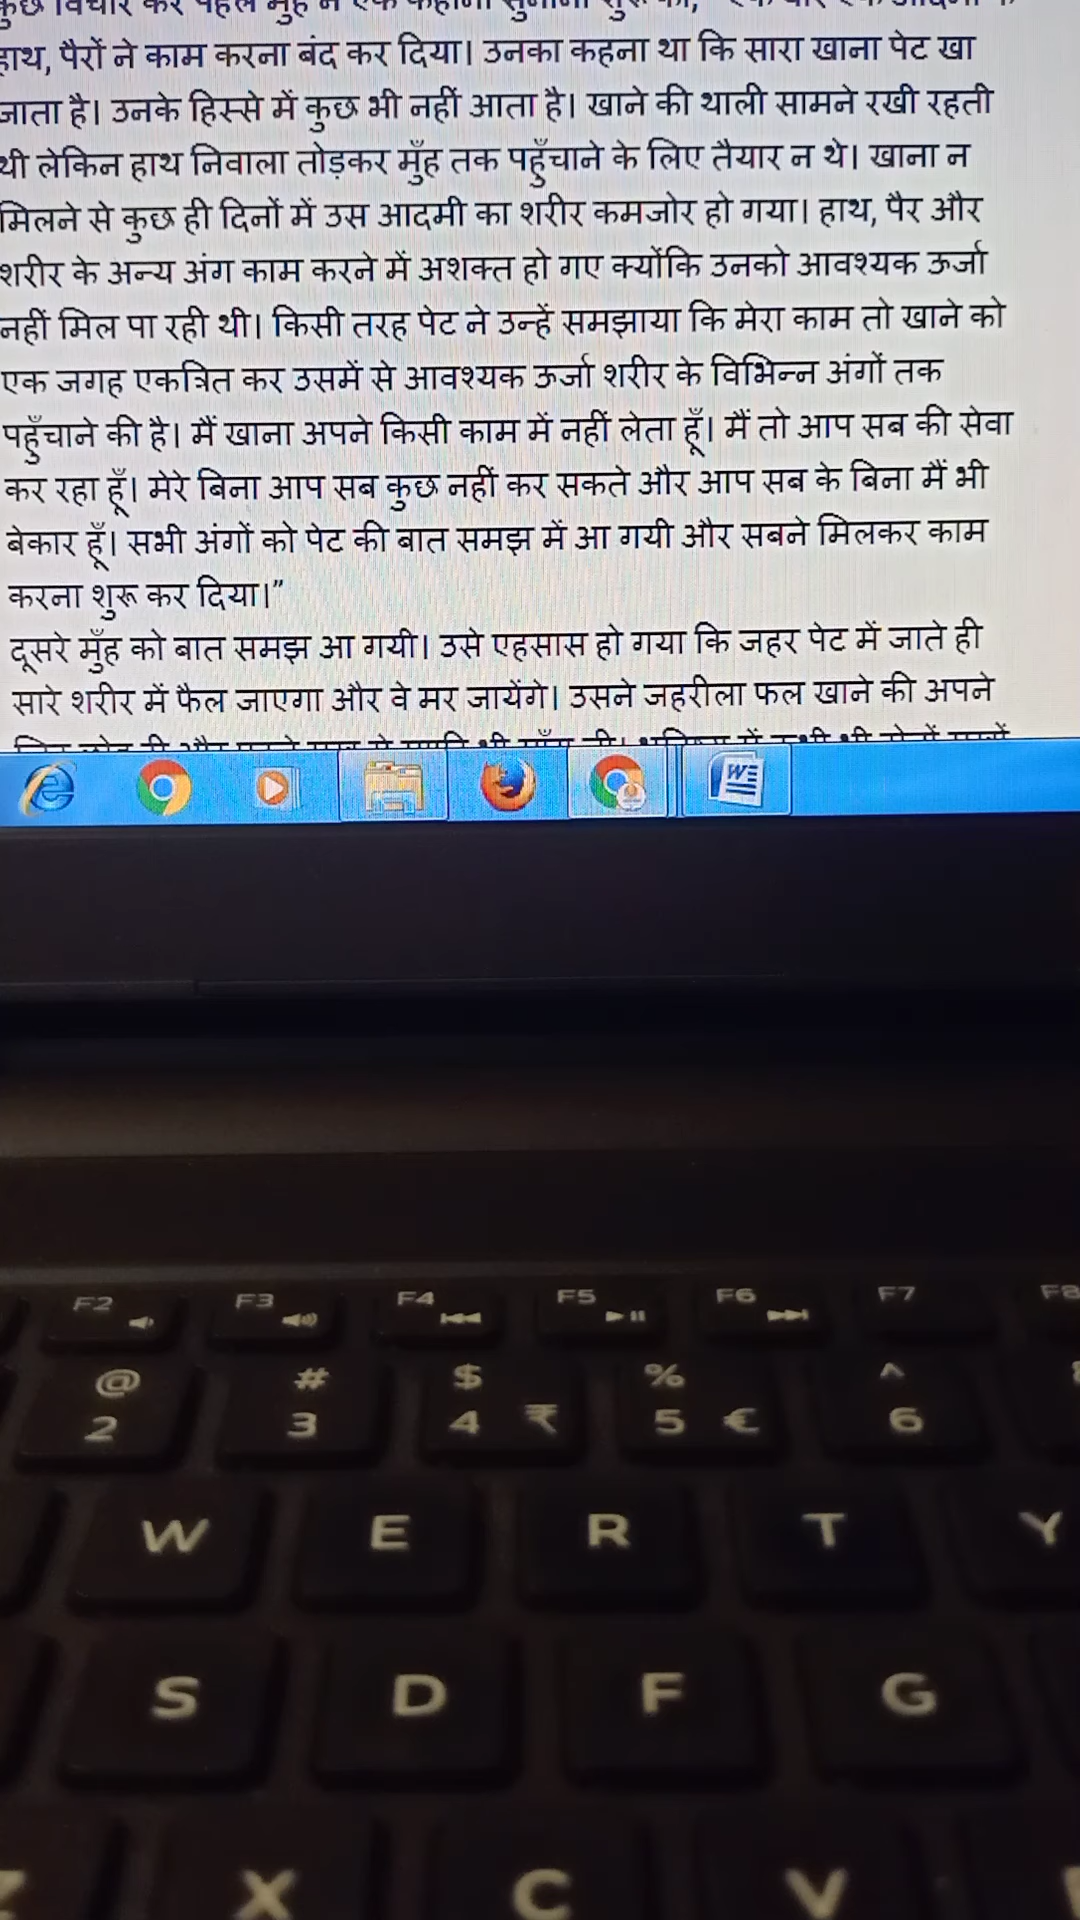 हाथ, पैरों ने काम करना बंद कर दिया। उनका कहना था कि सारा खाना पेट खा
जाता है। उनके हिस्से में कुछ भी नहीं आता है। खाने की थाली सामने रखी रहती
थी लेकिन हाथ निवाला तोड़कर मुँह तक पहुँचाने के लिए तैयार न थे। खाना न
मिलने से कुछ ही दिनों में उस आदमी का शरीर कमजोर हो गया। हाथ, पैर और
शरीर के अन्य अंग काम करने में अशक्त हो गए क्योंकि उनको आवश्यक ऊर्जा
नहीं मिल पा रही थी। किसी तरह पेट ने उन्हें समझाया कि मेरा काम तो खाने को
एक जगह एकत्रित कर उसमें से आवश्यक ऊर्जा शरीर के विभिन्न अंगों तक
पहुँचाने की है। मैं खाना अपने किसी काम में नहीं लेता हूँ। मैं तो आप सब की सेवा
कर रहा हूँ। मेरे बिना आप सब कुछ नहीं कर सकते और आप सब के बिना मैं भी
बेकार हूँ। सभी अंगों को पेट की बात समझ में आ गयी और सबने मिलकर काम
करना शुरू कर दिया।”
दूसरे मुँह को बात समझ आ गयी। उसे एहसास हो गया कि जहर पेट में जाते ही
सारे शरीर में फैल जाएगा और वे मर जायेंगे। उसने जहरीला फल खाने की अपने
W
F2 F3 F4 F5 F6 F7 F8
@ # $ % ^
2 3 4 ₹ 5 € 6
W E R T Y
S D F G
X C V